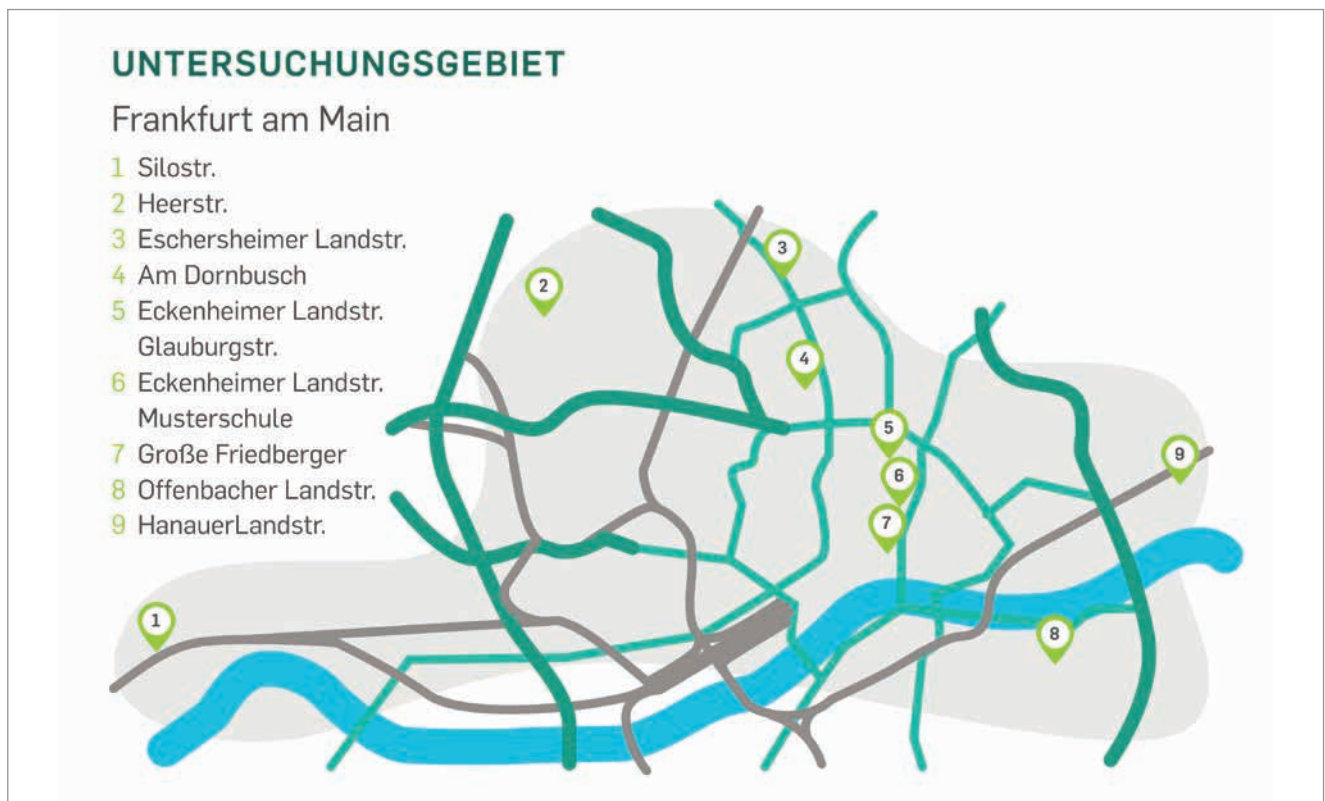 UNTERSUCHUNGSGEBIET
Frankfurt am Main
1 Silostr.
2 Heerstr.
3 Eschersheimer Landstr.
4 Am Dornbusch
5 Eckenheimer Landstr.
Glauburgstr.
6 Eckenheimer Landstr.
Musterschule
7 Große Friedberger
8 Offenbacher Landstr.
9 HanauerLandstr.
3
2
4
5
9
6
7
1
8